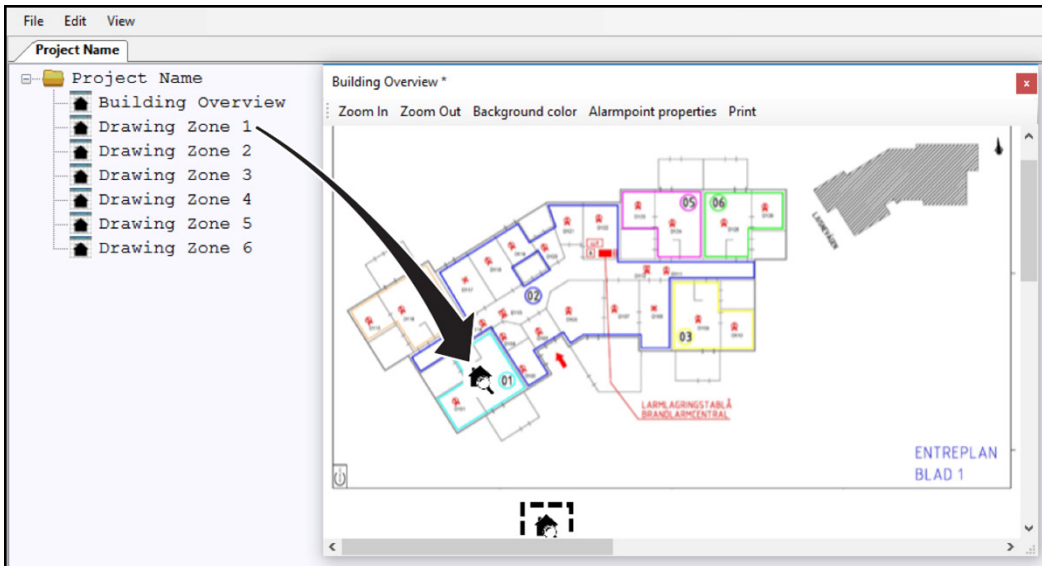 File Edit View
Project Name
Project Name
Building Overview
Drawing Zone 1
Drawing Zone 2
Drawing Zone 3
Drawing Zone 4
Drawing Zone 5
Drawing Zone 6
Building Overview *
x
Zoom In Zoom Out Background color Alarmpoint properties Print
05
06
02
03
01
LARMLAGRINGSTABLÅ
BRANDLARMCENTRAL
ENTREPLAN
BLAD 1